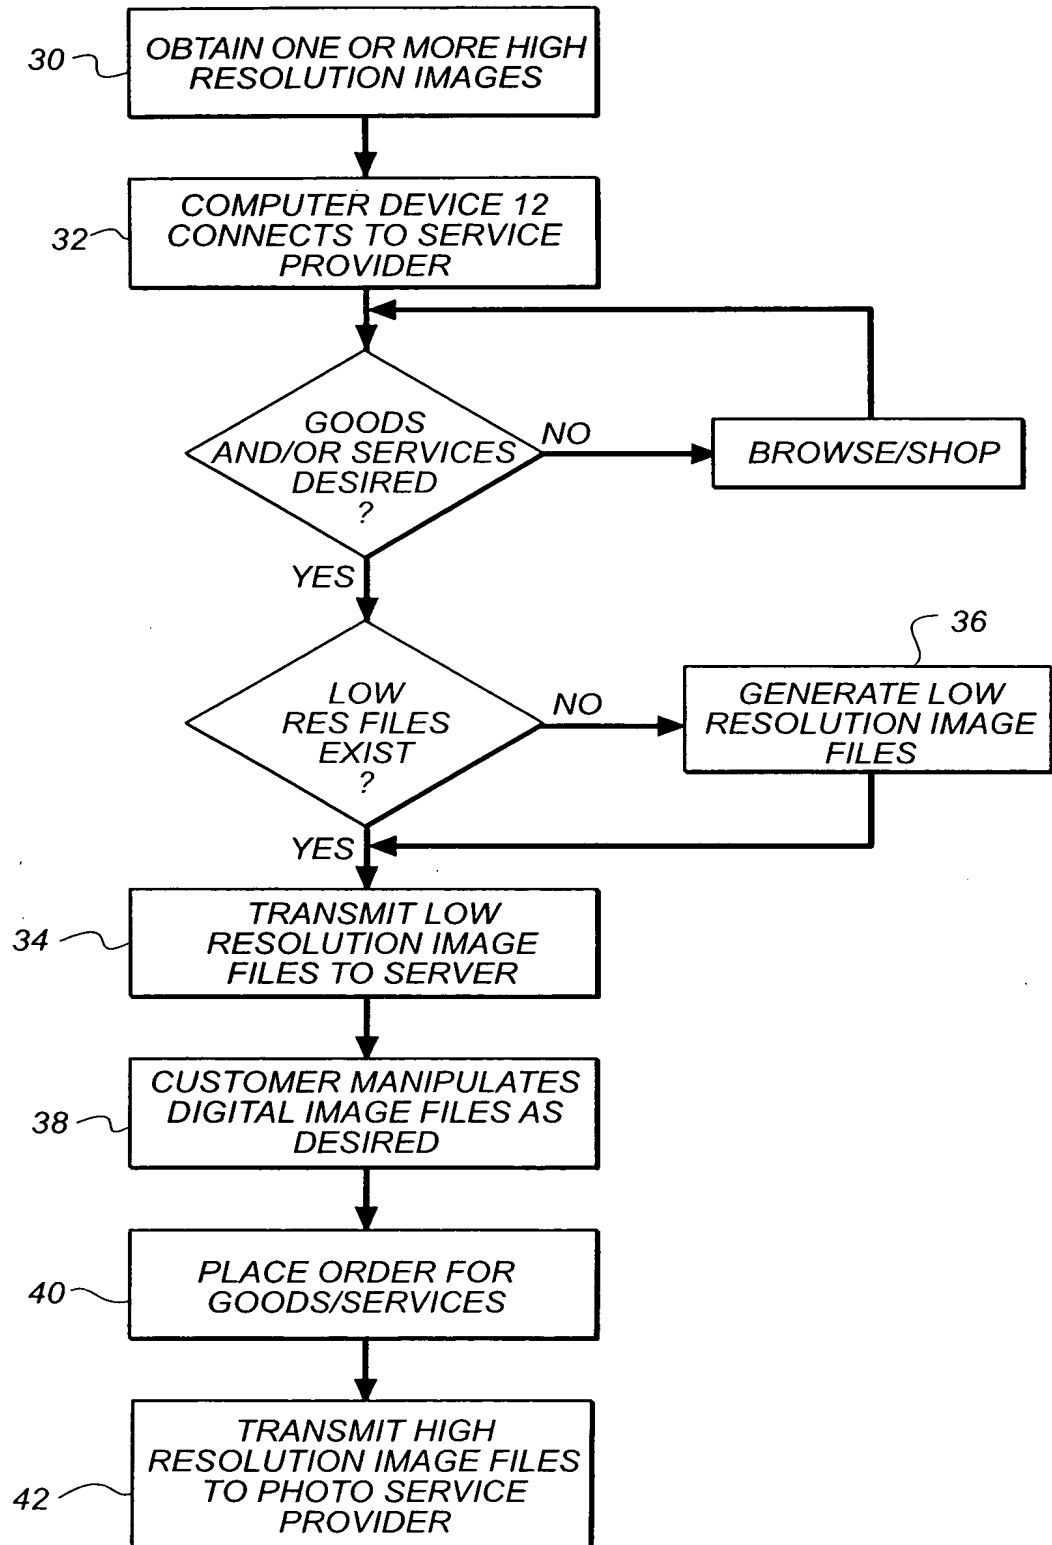 30
OBTAIN ONE OR MORE HIGH
RESOLUTION IMAGES
32
COMPUTER DEVICE 12
CONNECTS TO SERVICE
PROVIDER
GOODS
AND/OR SERVICES
DESIRED
?
NO
BROWSE/SHOP
YES
LOW
RES FILES
EXIST
?
NO
36
GENERATE LOW
RESOLUTION IMAGE
FILES
YES
34
TRANSMIT LOW
RESOLUTION IMAGE
FILES TO SERVER
38
CUSTOMER MANIPULATES
DIGITAL IMAGE FILES AS
DESIRED
40
PLACE ORDER FOR
GOODS/SERVICES
42
TRANSMIT HIGH
RESOLUTION IMAGE FILES
TO PHOTO SERVICE
PROVIDER